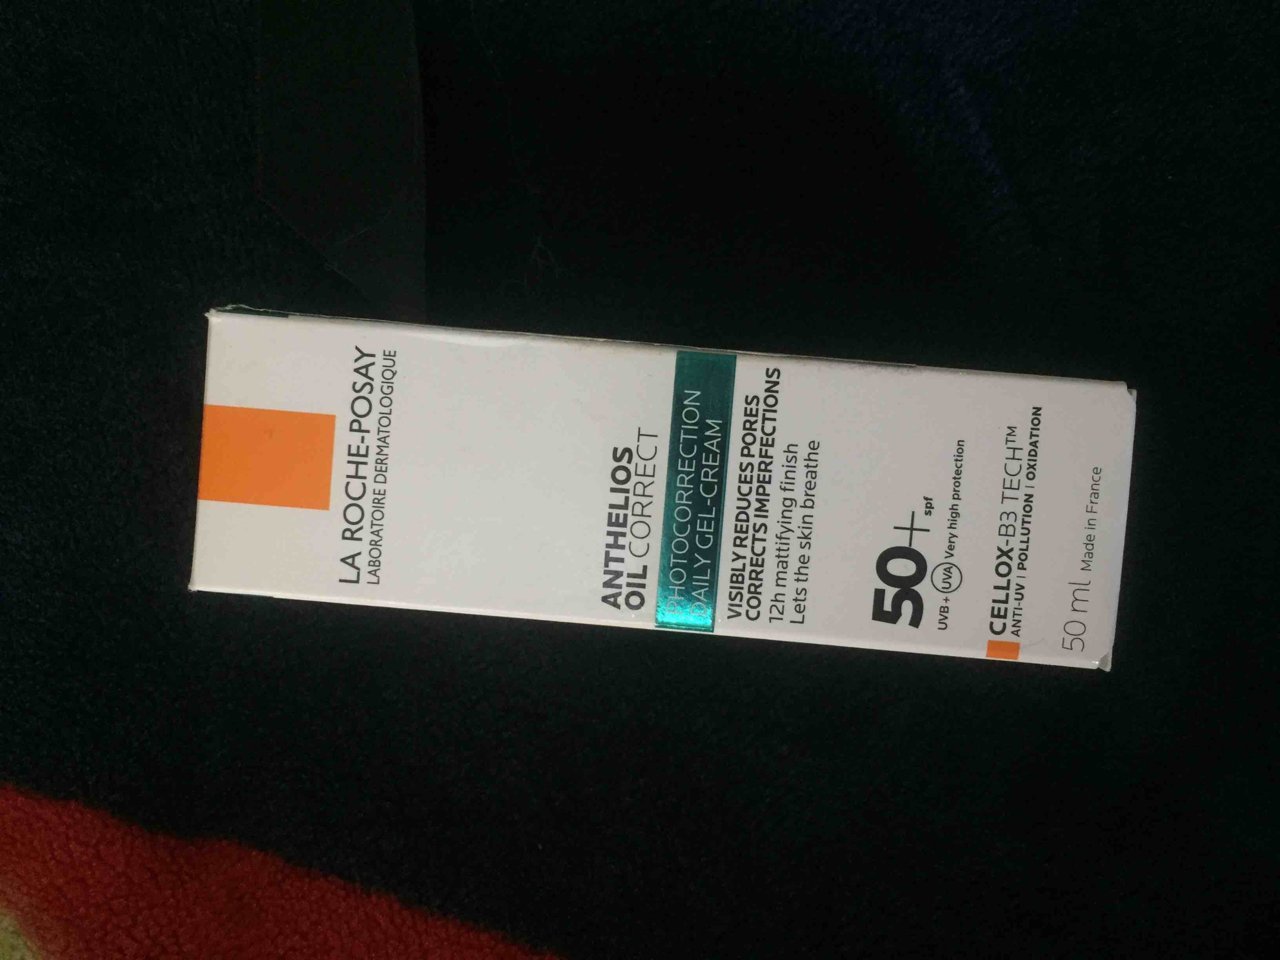 LA ROCHE-POSAY
LABORATOIRE DERMATOLOGIQUE
ANTHELIOS
OIL CORRECT
PHOTOCORRECTION
DAILY GEL-CREAM
VISIBLY REDUCES PORES
CORRECTS IMPERFECTIONS
12h mattifying finish
Lets the skin breathe
50+ spf
UVB + UVA Very high protection
CELLOX-B3 TECH™
ANTI-UV | POLLUTION | OXIDATION
50 ml Made in France